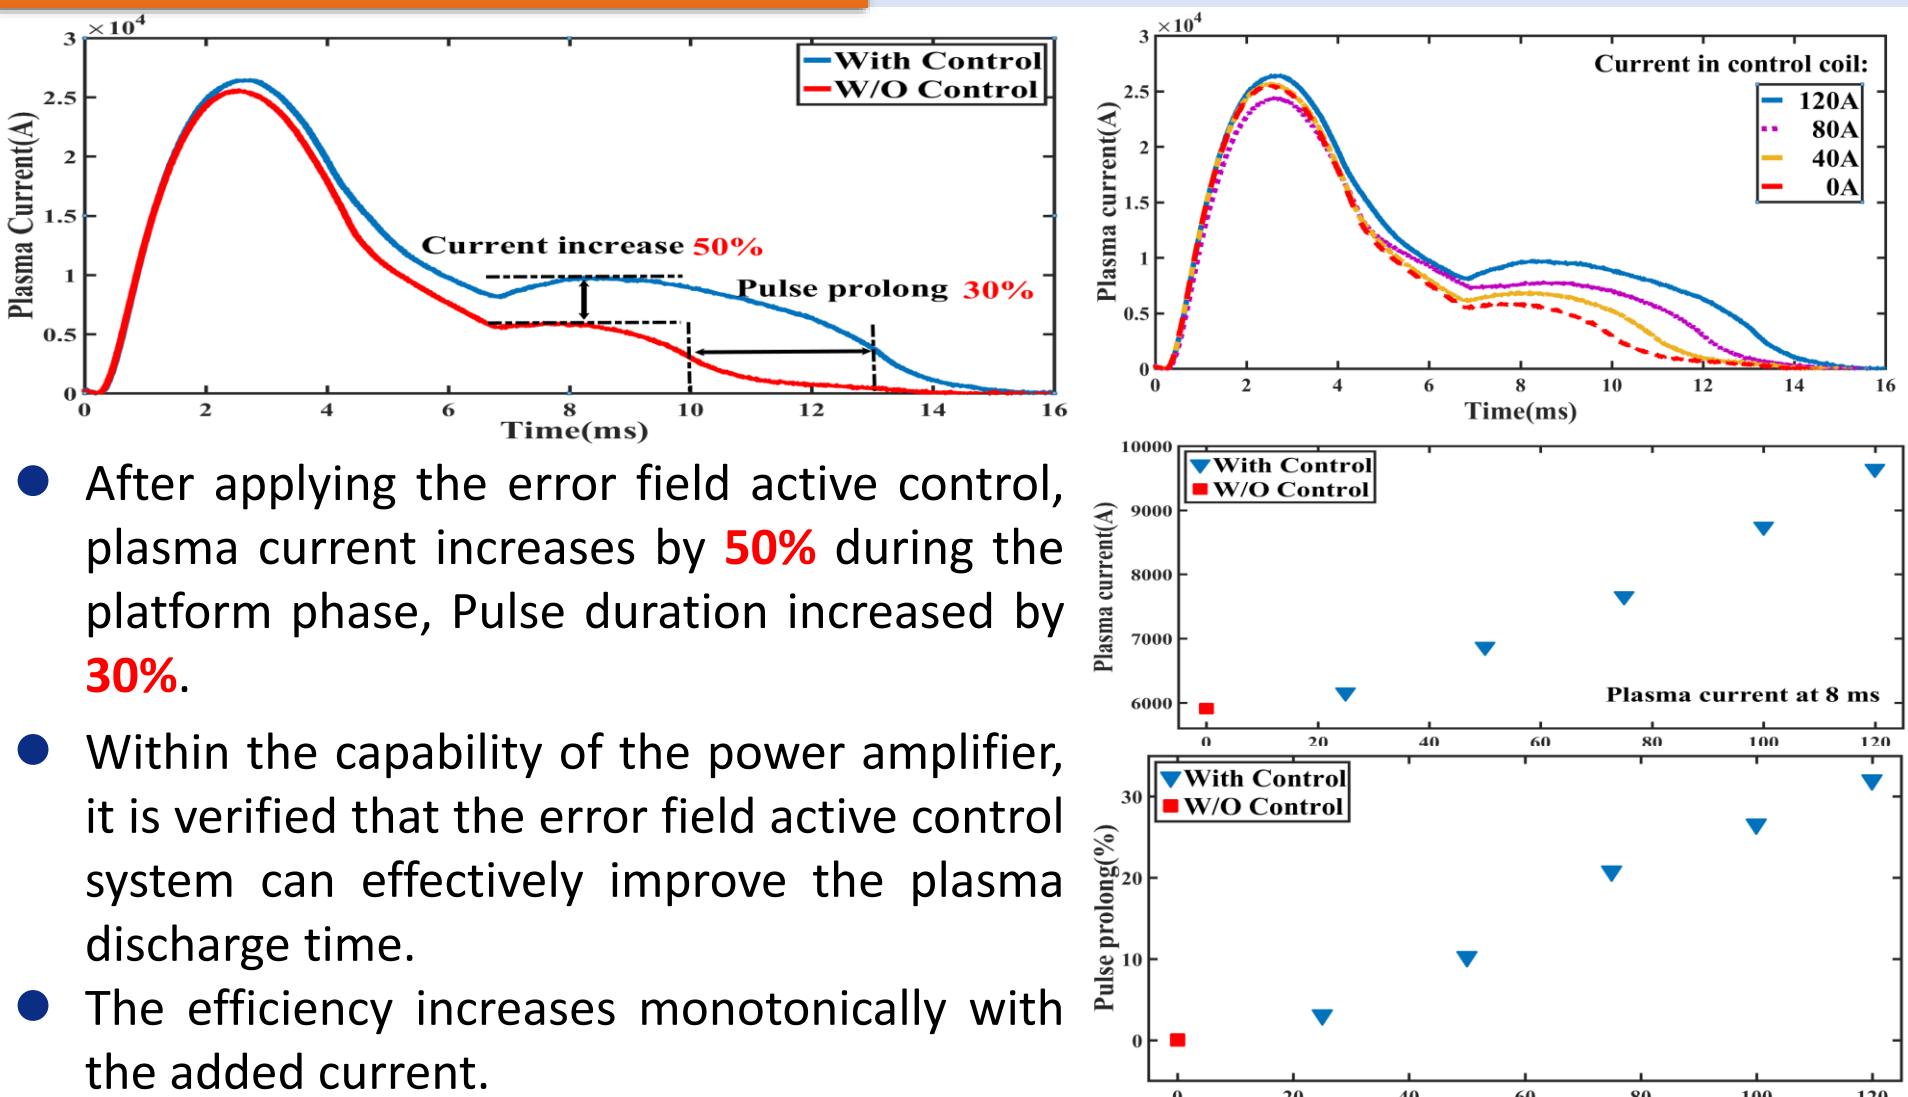 ×10⁴
3
2.5
2
1.5
1
0.5
0
0 2 4 6 8 10 12 14 16
Plasma Current(A)
Time(ms)
With Control
W/O Control
Current increase 50%
Pulse prolong 30%
×10⁴
3
2.5
2
1.5
1
0.5
0
0 2 4 6 8 10 12 14 16
Plasma current(A)
Time(ms)
Current in control coil:
120A
80A
40A
0A
After applying the error field active control,
plasma current increases by 50% during the
platform phase, Pulse duration increased by
30%.
Within the capability of the power amplifier,
it is verified that the error field active control
system can effectively improve the plasma
discharge time.
The efficiency increases monotonically with
the added current.
10000
9000
8000
7000
6000
0 20 40 60 80 100 120
Plasma current(A)
With Control
W/O Control
Plasma current at 8 ms
30
20
10
0
0 20 40 60 80 100 120
Pulse prolong(%)
With Control
W/O Control